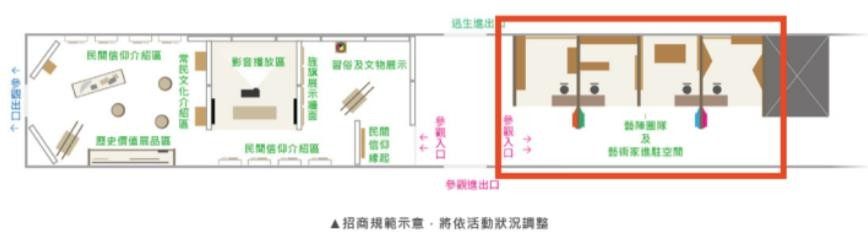 逃生進出口
民間信仰介紹區
常民文化介紹區
影音播放區
旌旗展示牆面
習俗及文物展示
參觀出口
歷史價值展品區
民間信仰介紹區
民間
信仰
緣起
參觀入口
參觀入口
藝陣團隊
及
藝術家進駐空間
參觀進出口
▲招商規範示意，將依活動狀況調整